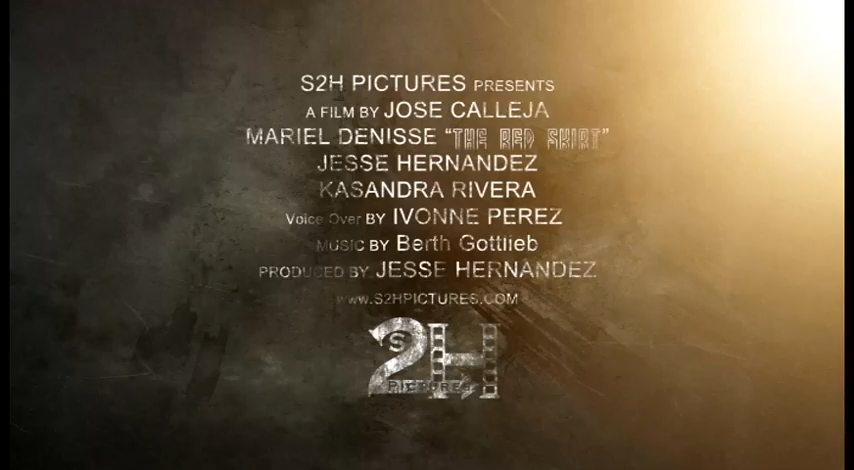 S2H PICTURES PRESENTS
A FILM BY JOSE CALLEJA
MARIEL DENISSE "THE RED SKIRT"
JESSE HERNANDEZ
KASANDRA RIVERA
Voice Over BY IVONNE PEREZ
MUSIC BY Berth Gottlieb
PRODUCED BY JESSE HERNANDEZ
www.S2HPICTURES.COM
S2H
PICTURES